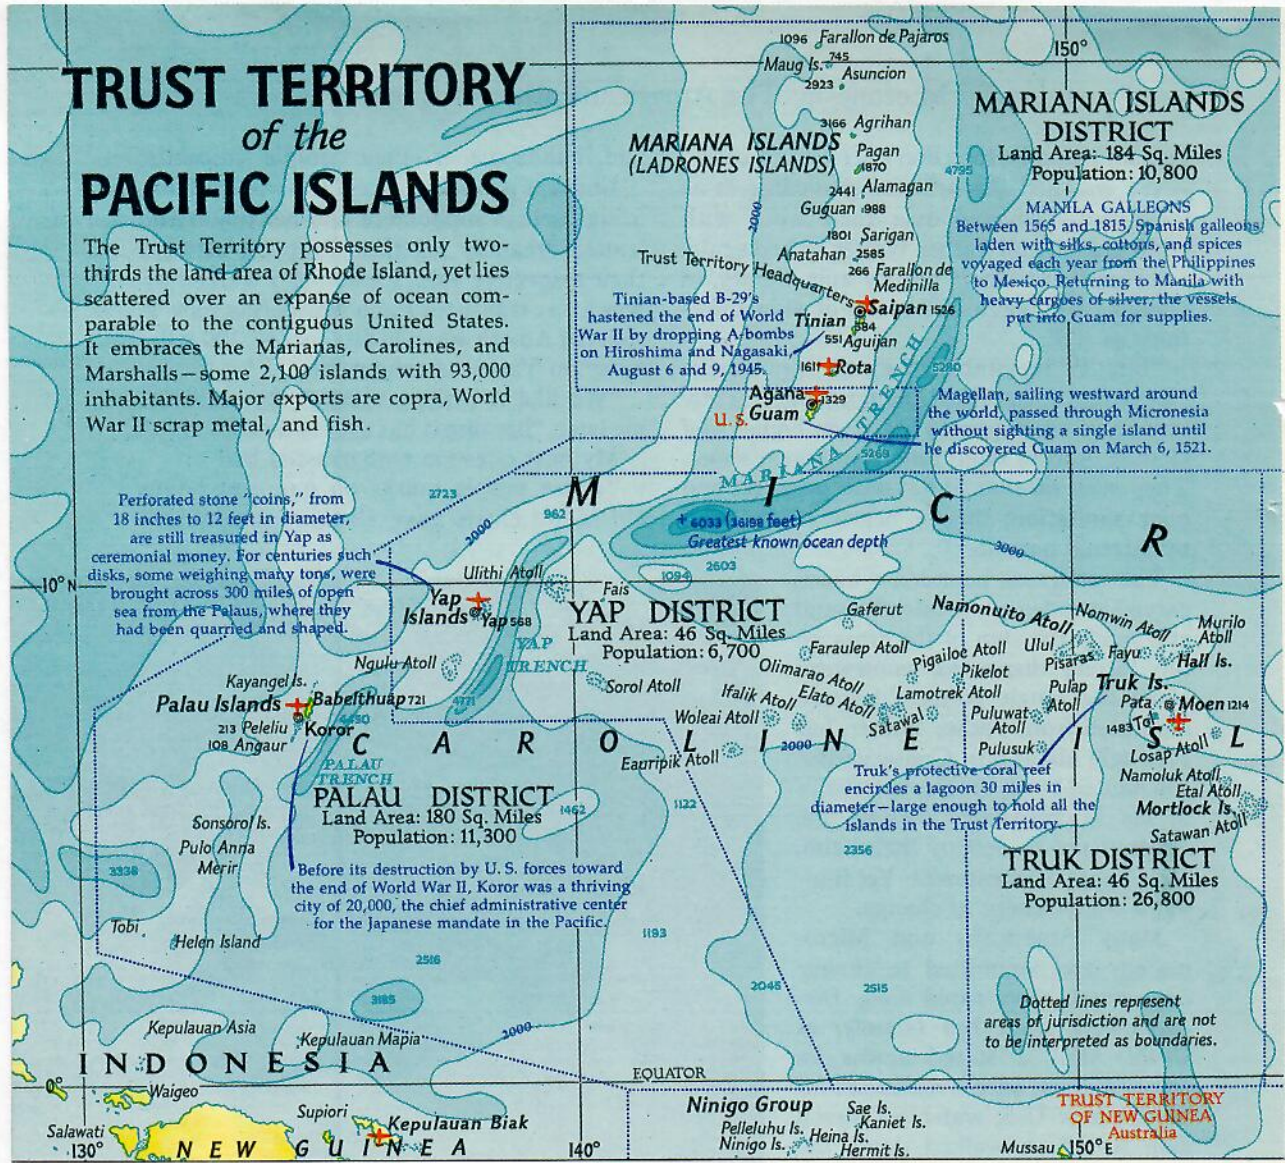 TRUST TERRITORY
of the
PACIFIC ISLANDS
The Trust Territory possesses only two-
thirds the land area of Rhode Island, yet lies
scattered over an expanse of ocean com-
parable to the contiguous United States.
It embraces the Marianas, Carolines, and
Marshalls—some 2,100 islands with 93,000
inhabitants. Major exports are copra, World
War II scrap metal, and fish.
1096 Farallon de Pajaros
Maug Is. 745
Asuncion
2923
3166 Agrihan
MARIANA ISLANDS
(LADRONES ISLANDS)
Pagan
1870
2441 Alamagan
Guguan 988
1801 Sarigan
Anatahan 2585
266 Farallon de
Medinilla
Trust Territory Headquarters
Saipan 1526
Tinian
584
551 Aguijan
1611 Rota
Agana
1329
U.S. Guam
150°
MARIANA ISLANDS
DISTRICT
Land Area: 184 Sq. Miles
Population: 10,800
4795
2000
MANILA GALLEONS
Between 1565 and 1815, Spanish galleons
laden with silks, cottons, and spices
voyaged each year from the Philippines
to Mexico. Returning to Manila with
heavy cargoes of silver, the vessels
put into Guam for supplies.
Tinian-based B-29's
hastened the end of World
War II by dropping A-bombs
on Hiroshima and Nagasaki,
August 6 and 9, 1945.
5280
Magellan, sailing westward around
the world, passed through Micronesia
without sighting a single island until
he discovered Guam on March 6, 1521.
MARIANA TRENCH
5269
M I C R
6033 (36198 feet)
Greatest known ocean depth
2723
962
2000
1094
2603
3000
Perforated stone "coins," from
18 inches to 12 feet in diameter,
are still treasured in Yap as
ceremonial money. For centuries such
disks, some weighing many tons, were
brought across 300 miles of open
sea from the Palaus, where they
had been quarried and shaped.
10° N
Ulithi Atoll
Fais
Yap
Islands
Yap 568
YAP DISTRICT
Land Area: 46 Sq. Miles
Population: 6,700
YAP
TRENCH
4771
Ngulu Atoll
Sorol Atoll
Gaferut
Faraulep Atoll
Olimarao Atoll
Ifalik Atoll
Elato Atoll
Woleai Atoll
Eauripik Atoll
2000
Pigailoe Atoll
Pikelot
Lamotrek Atoll
Satawal
Namonuito Atoll
Ulul
Pisaras
Nomwin Atoll
Fayu
Murilo
Atoll
Hall Is.
Pulap
Atoll
Puluwat
Atoll
Pulusuk
Truk Is.
Pata
Moen 1214
1483 Tol
Losap Atoll
Namoluk Atoll
Etal Atoll
Mortlock Is.
Satawan Atoll
Kayangel Is.
Palau Islands
Babelthuap 721
213 Peleliu
108 Angaur
Koror
4450
C A R O L I N E I S L
PALAU
TRENCH
PALAU DISTRICT
Land Area: 180 Sq. Miles
Population: 11,300
1462
1122
Truk's protective coral reef
encircles a lagoon 30 miles in
diameter—large enough to hold all the
islands in the Trust Territory.
2356
TRUK DISTRICT
Land Area: 46 Sq. Miles
Population: 26,800
Sonsorol Is.
Pulo Anna
Merir
3338
Before its destruction by U. S. forces toward
the end of World War II, Koror was a thriving
city of 20,000, the chief administrative center
for the Japanese mandate in the Pacific.
Tobi
Helen Island
1193
2516
2045
2515
3185
2000
Dotted lines represent
areas of jurisdiction and are not
to be interpreted as boundaries.
Kepulauan Asia
Kepulauan Mapia
INDONESIA
0°
EQUATOR
Waigeo
Supiori
Kepulauan Biak
Salawati
130°
NEW GUINEA
140°
Ninigo Group
Pelleluhu Is.
Ninigo Is.
Sae Is.
Kaniet Is.
Heina Is.
Hermit Is.
TRUST TERRITORY
OF NEW GUINEA
Australia
Mussau
150° E